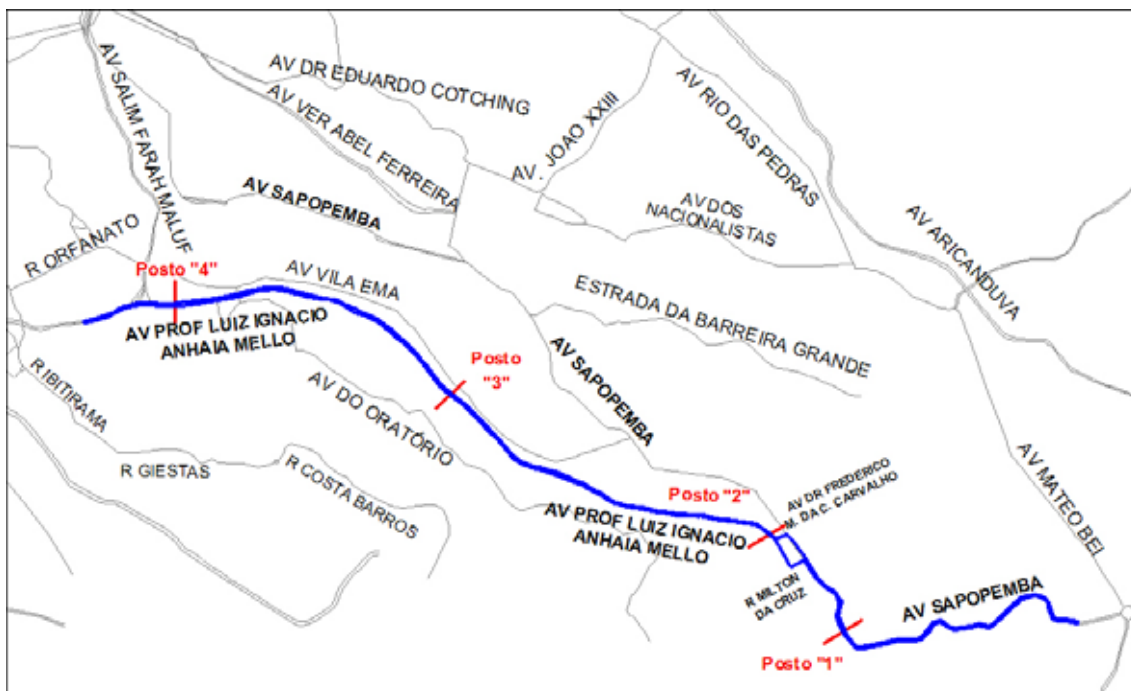 AV SALIM FARAH MALUF
AV DR EDUARDO COTCHING
AV VER ABEL FERREIRA
AV . JOAO XXIII
AV RIO DAS PEDRAS
AV SAPOPEMBA
AV DOS
NACIONALISTAS
AV ARICANDUVA
R ORFANATO
Posto "4"
AV VILA EMA
ESTRADA DA BARREIRA GRANDE
AV PROF LUIZ IGNACIO
ANHAIA MELLO
Posto
"3"
AV SAPOPEMBA
R IBITIRAMA
AV DO ORATÓRIO
R GIESTAS
R COSTA BARROS
Posto "2"
AV DR FREDERICO
M. DA C. CARVALHO
AV MATEO BEI
AV PROF LUIZ IGNACIO
ANHAIA MELLO
R MILTON
DA CRUZ
AV SAPOPEMBA
Posto "1"